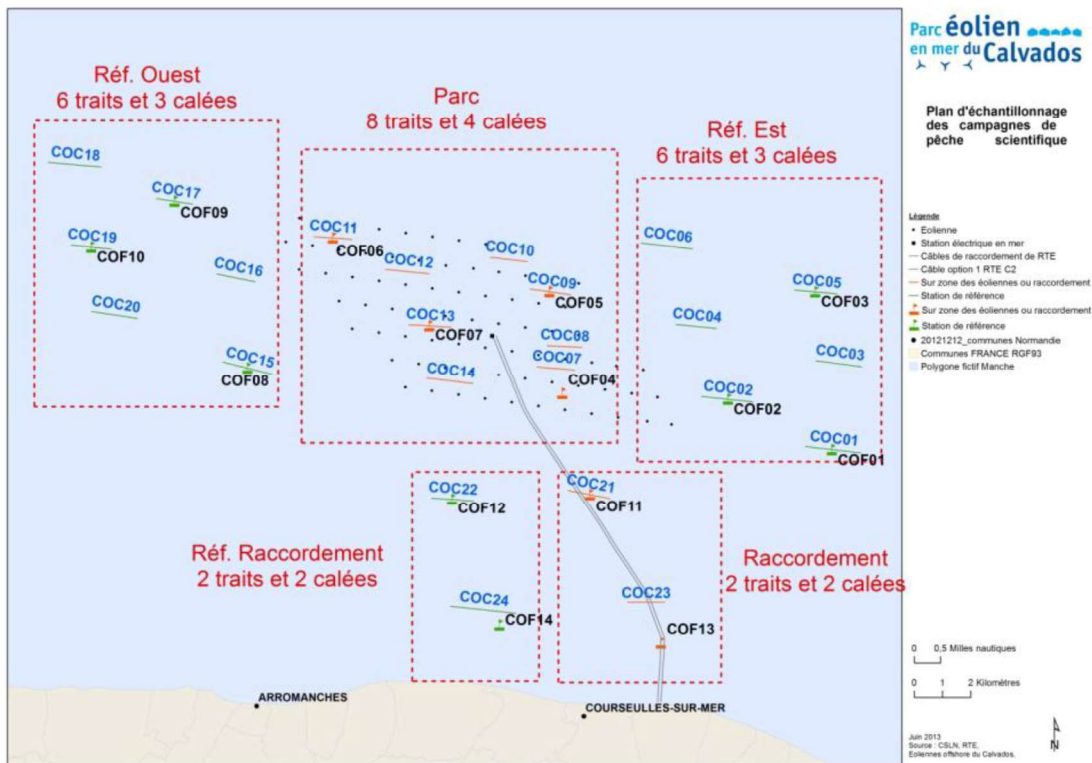 Parc éolien
en mer du Calvados
Plan d'échantillonnage
des campagnes de
pêche scientifique
Réf. Ouest
6 traits et 3 calées
Parc
8 traits et 4 calées
Réf. Est
6 traits et 3 calées
COC18
COC17
COF09
COC19
COF10
COC16
COC20
COC15
COF08
COC11
COF06
COC12
COC10
COC09
COF05
COC13
COF07
COC08
COC07
COC14
COF04
COC06
COC05
COF03
COC04
COC03
COC02
COF02
COC01
COF01
COC22
COF12
COC21
COF11
Réf. Raccordement
2 traits et 2 calées
Raccordement
2 traits et 2 calées
COC24
COF14
COC23
COF13
ARROMANCHES
COURSEULLES-SUR-MER
Légende
Eolienne
Station électrique en mer
Câbles de raccordement de RTE
Câble option 1 RTE C2
Sur zone des éoliennes ou raccordement
Station de référence
Sur zone des éoliennes ou raccordement
Station de référence
20121212_communes Normandie
Communes FRANCE RGF93
Polygone fictif Manche
0 0,5 Milles nautiques
0 1 2 Kilomètres
Juin 2013
Source : CSLN, RTE,
Eoliennes offshore du Calvados.
N